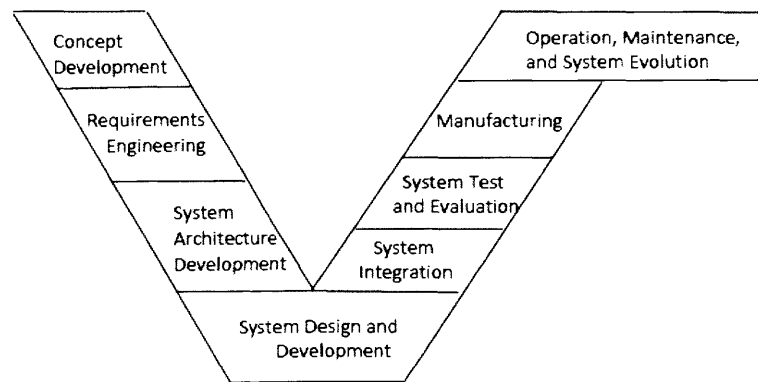 Concept
Development
Requirements
Engineering
System
Architecture
Development
System Design and
Development
System
Integration
System Test
and Evaluation
Manufacturing
Operation, Maintenance,
and System Evolution